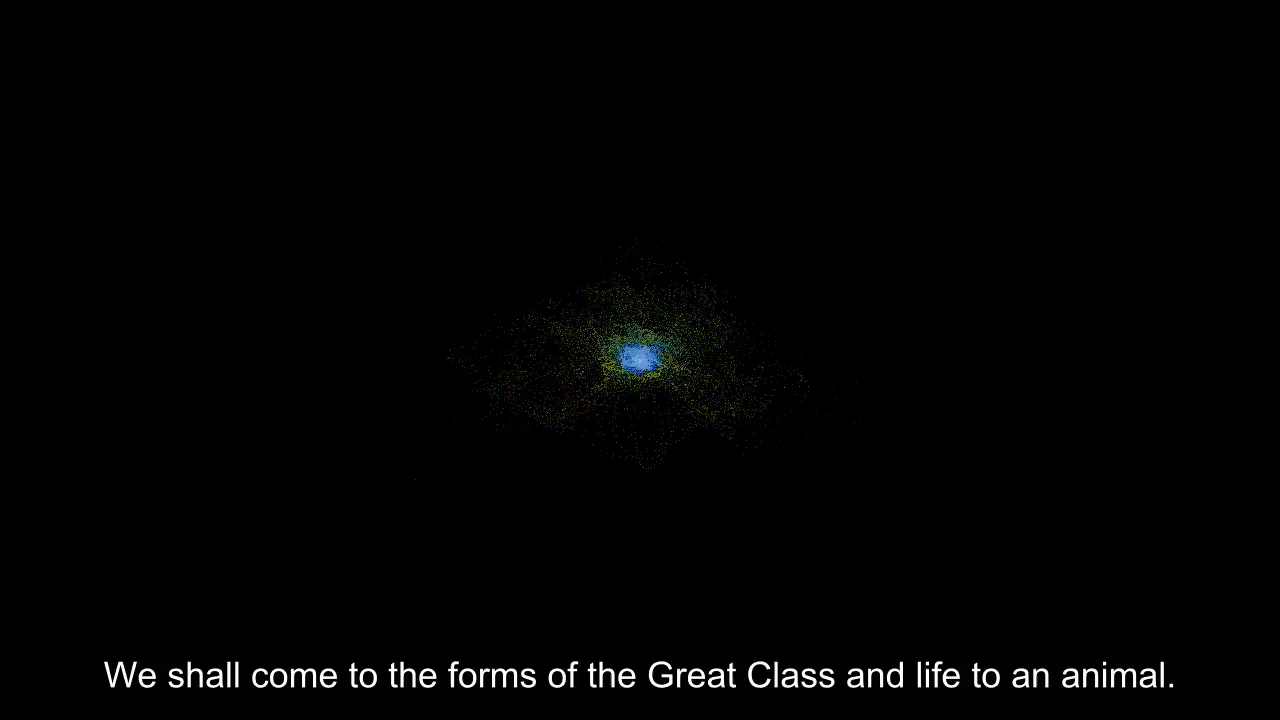 We shall come to the forms of the Great Class and life to an animal.